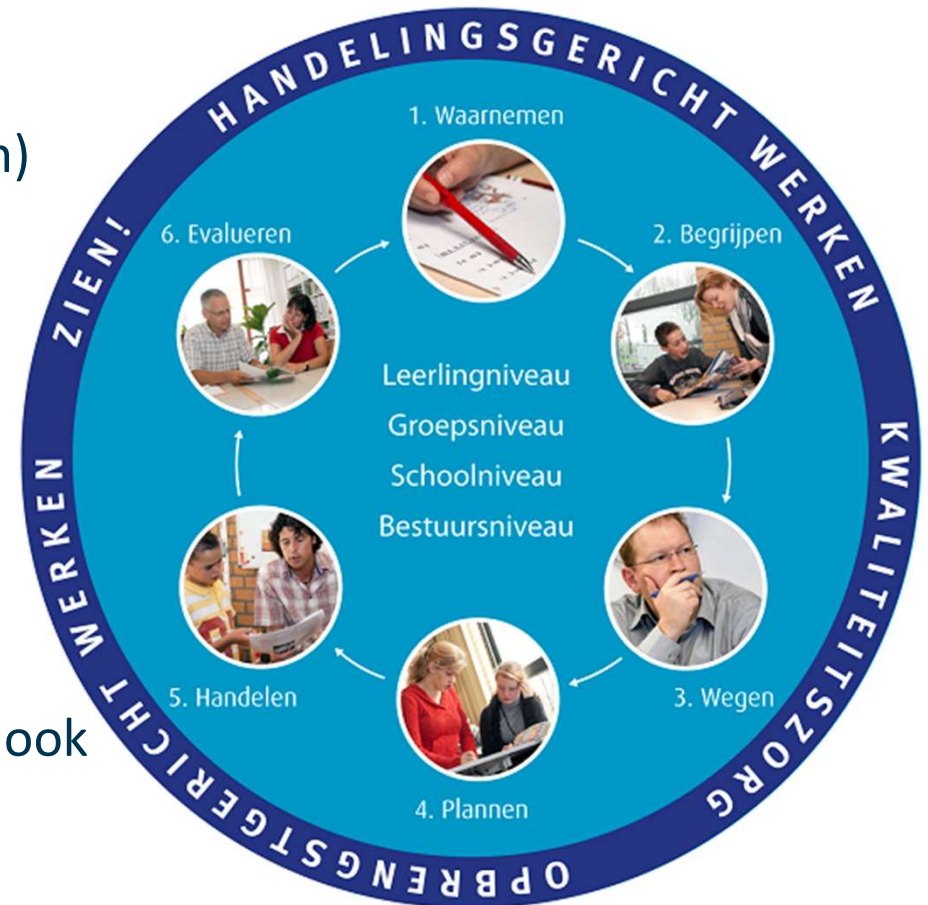 n)
ook
HANDELINGSGERICHT WERKEN
KWALITEITSZORG
OPBRENGSTGERICHT WERKEN
ZIEN!
1. Waarnemen
2. Begrijpen
3. Wegen
4. Plannen
5. Handelen
6. Evalueren
Leerlingniveau
Groepsniveau
Schoolniveau
Bestuursniveau